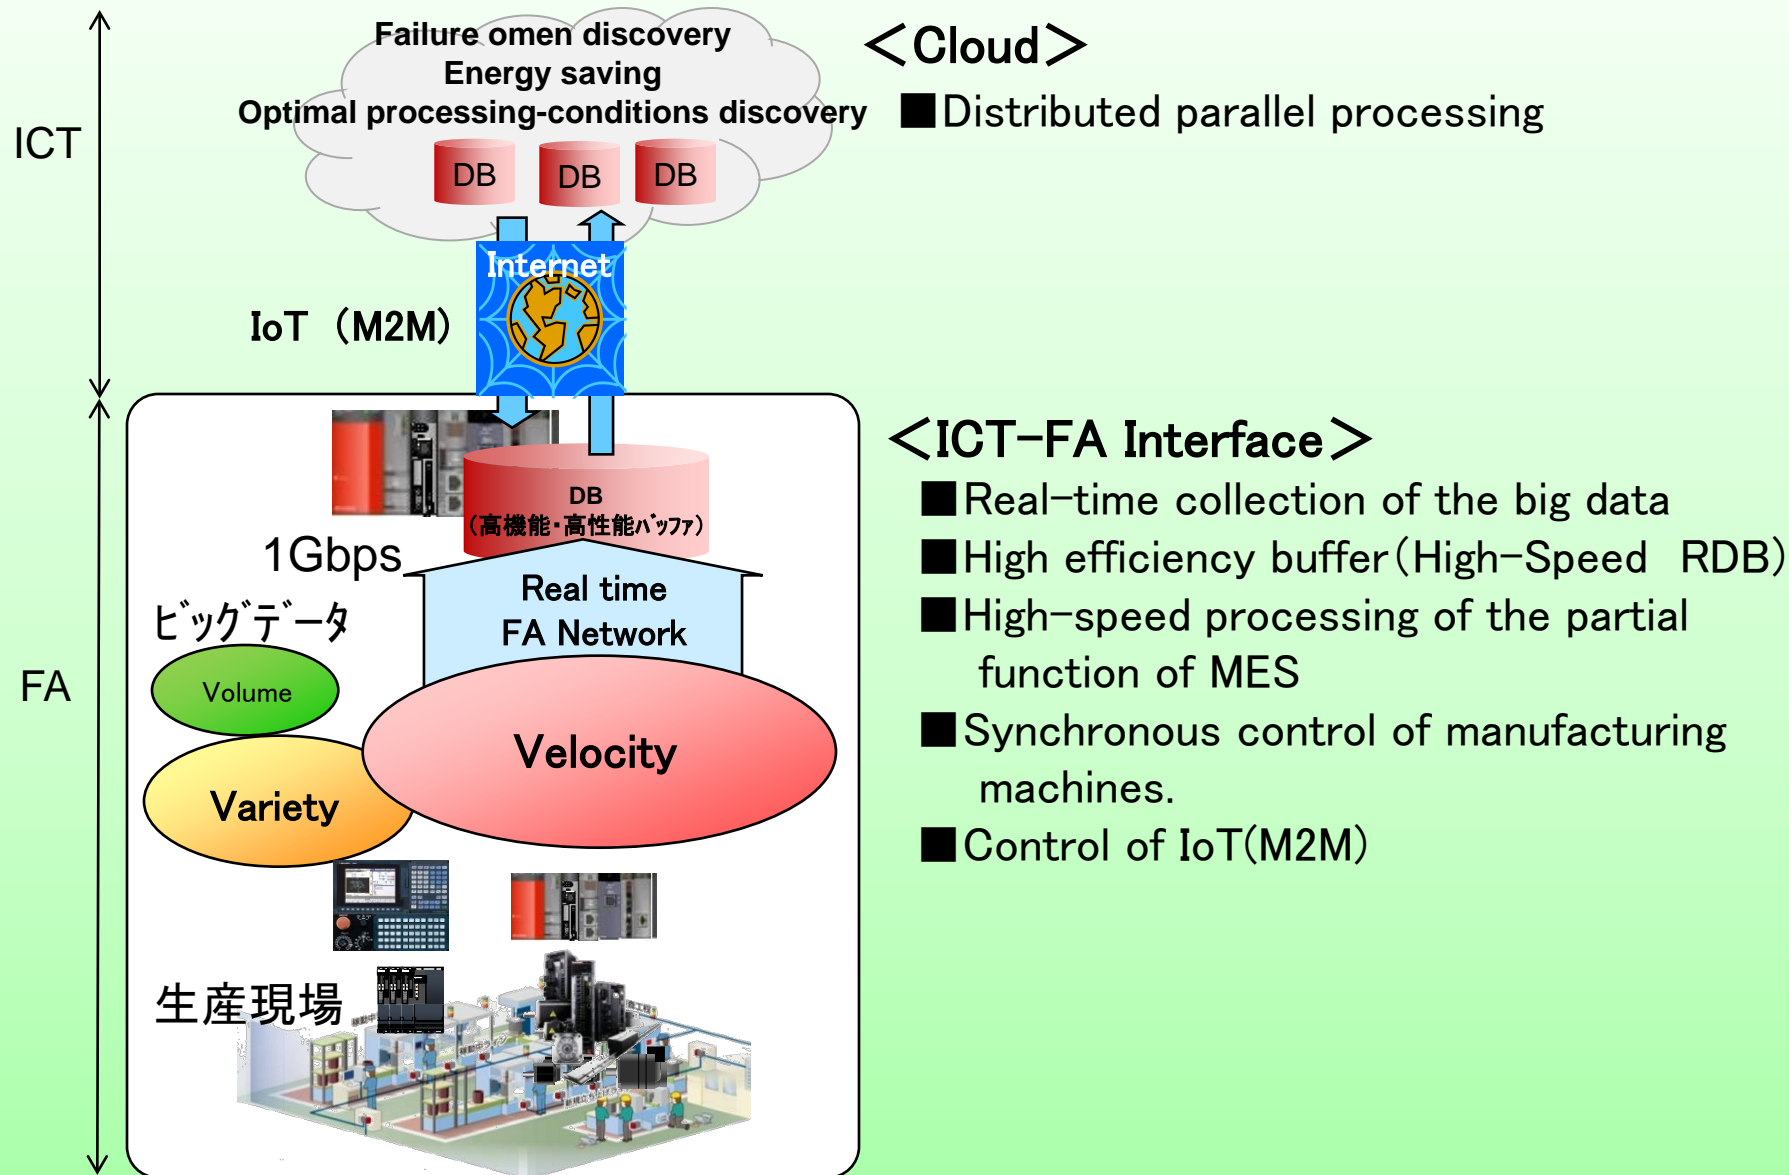 Failure omen discovery
Energy saving
Optimal processing-conditions discovery
DB
DB
DB
ICT
Internet
IoT (M2M)
<Cloud>
■Distributed parallel processing
FA
DB
(高機能・高性能ﾊﾞｯﾌｧ)
1Gbps
Real time
FA Network
ﾋﾞｯｸﾞﾃﾞｰﾀ
Volume
Velocity
Variety
生産現場
<ICT-FA Interface>
■Real-time collection of the big data
■High efficiency buffer(High-Speed RDB)
■High-speed processing of the partial
function of MES
■Synchronous control of manufacturing
machines.
■Control of IoT(M2M)